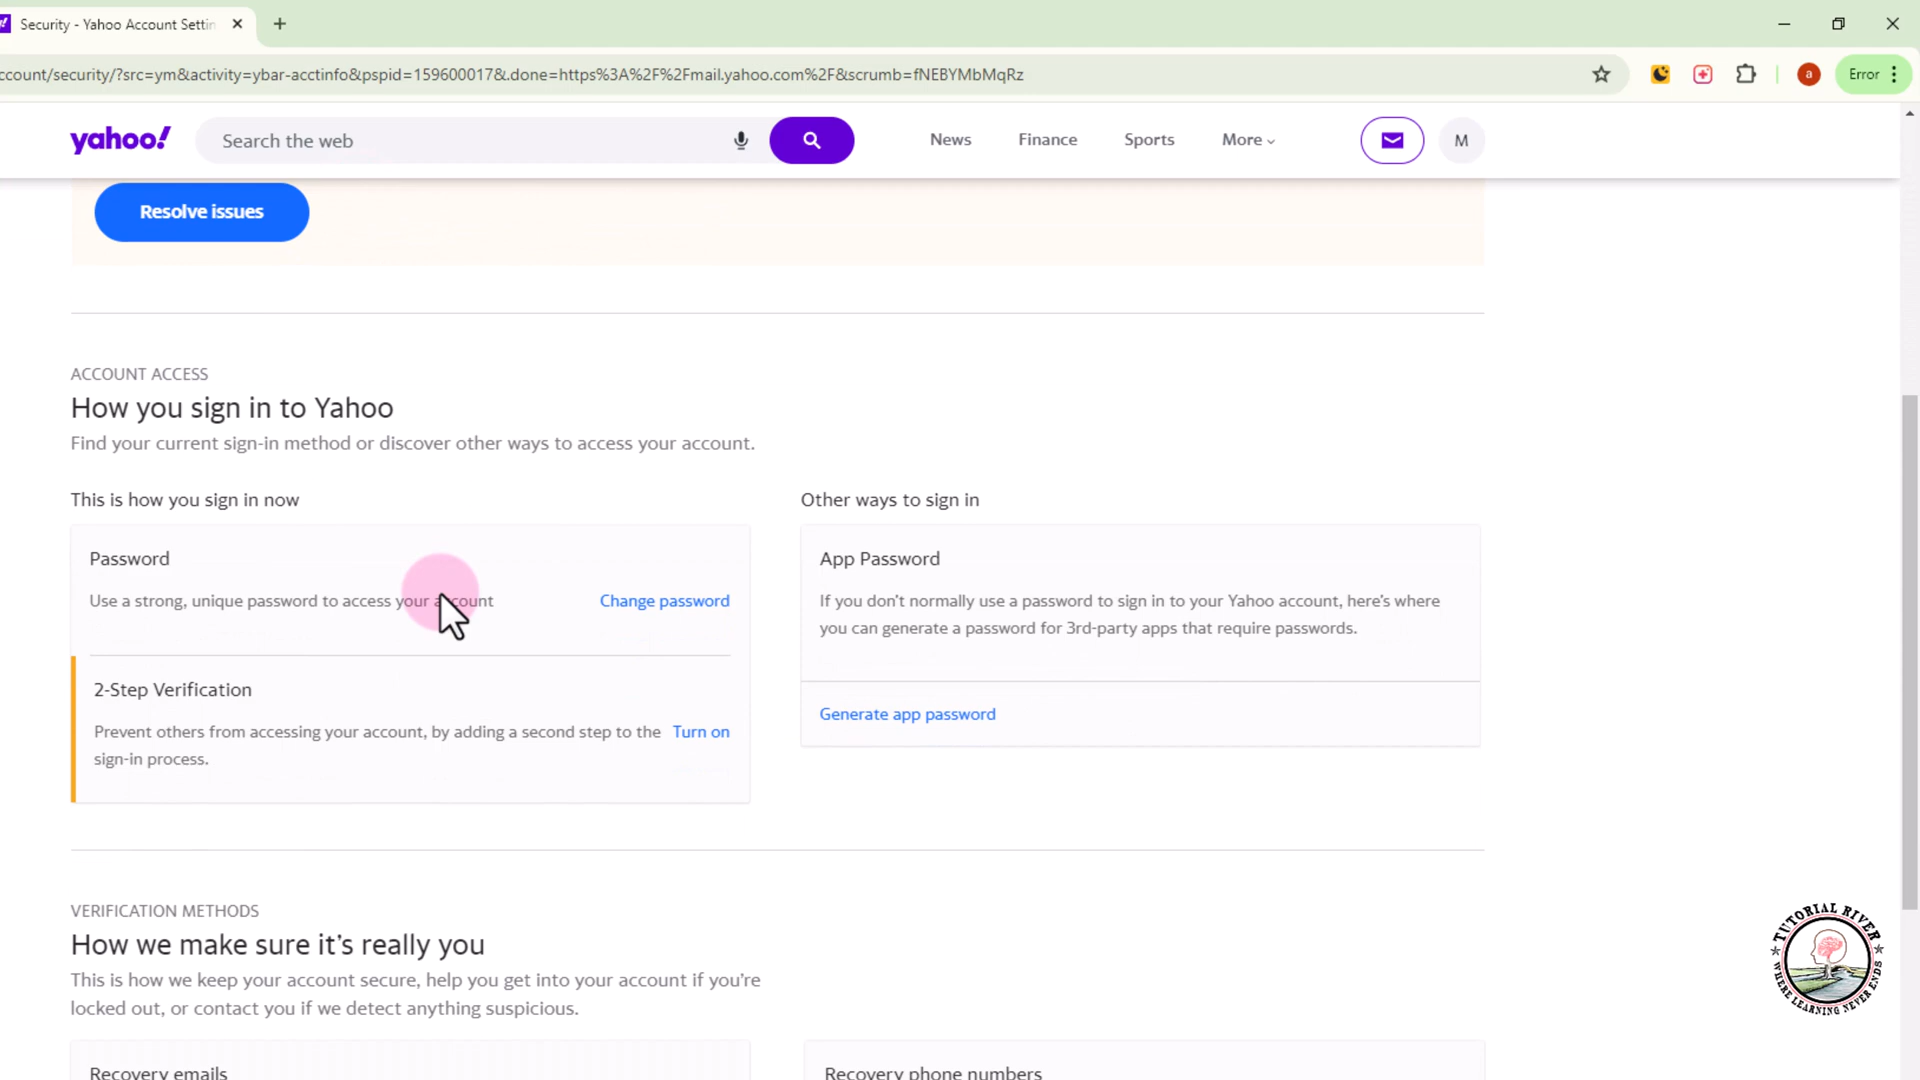 Security - Yahoo Account Settin
ccount/security/?src=ym&activity=ybar-acctinfo&pspid=159600017&.done=https%3A%2F%2Fmail.yahoo.com%2F&scrumb=fNEBYMbMqRz
a
Error
yahoo!
Search the web
News
Finance
Sports
More
M
Resolve issues
ACCOUNT ACCESS
How you sign in to Yahoo
Find your current sign-in method or discover other ways to access your account.
This is how you sign in now
Password
Use a strong, unique password to access your account
Change password
2-Step Verification
Prevent others from accessing your account, by adding a second step to the
sign-in process.
Turn on
Other ways to sign in
App Password
If you don't normally use a password to sign in to your Yahoo account, here's where
you can generate a password for 3rd-party apps that require passwords.
Generate app password
VERIFICATION METHODS
How we make sure it's really you
This is how we keep your account secure, help you get into your account if you're
locked out, or contact you if we detect anything suspicious.
Recovery emails
Recovery phone numbers
TUTORIAL RIVER
WHERE LEARNING NEVER ENDS